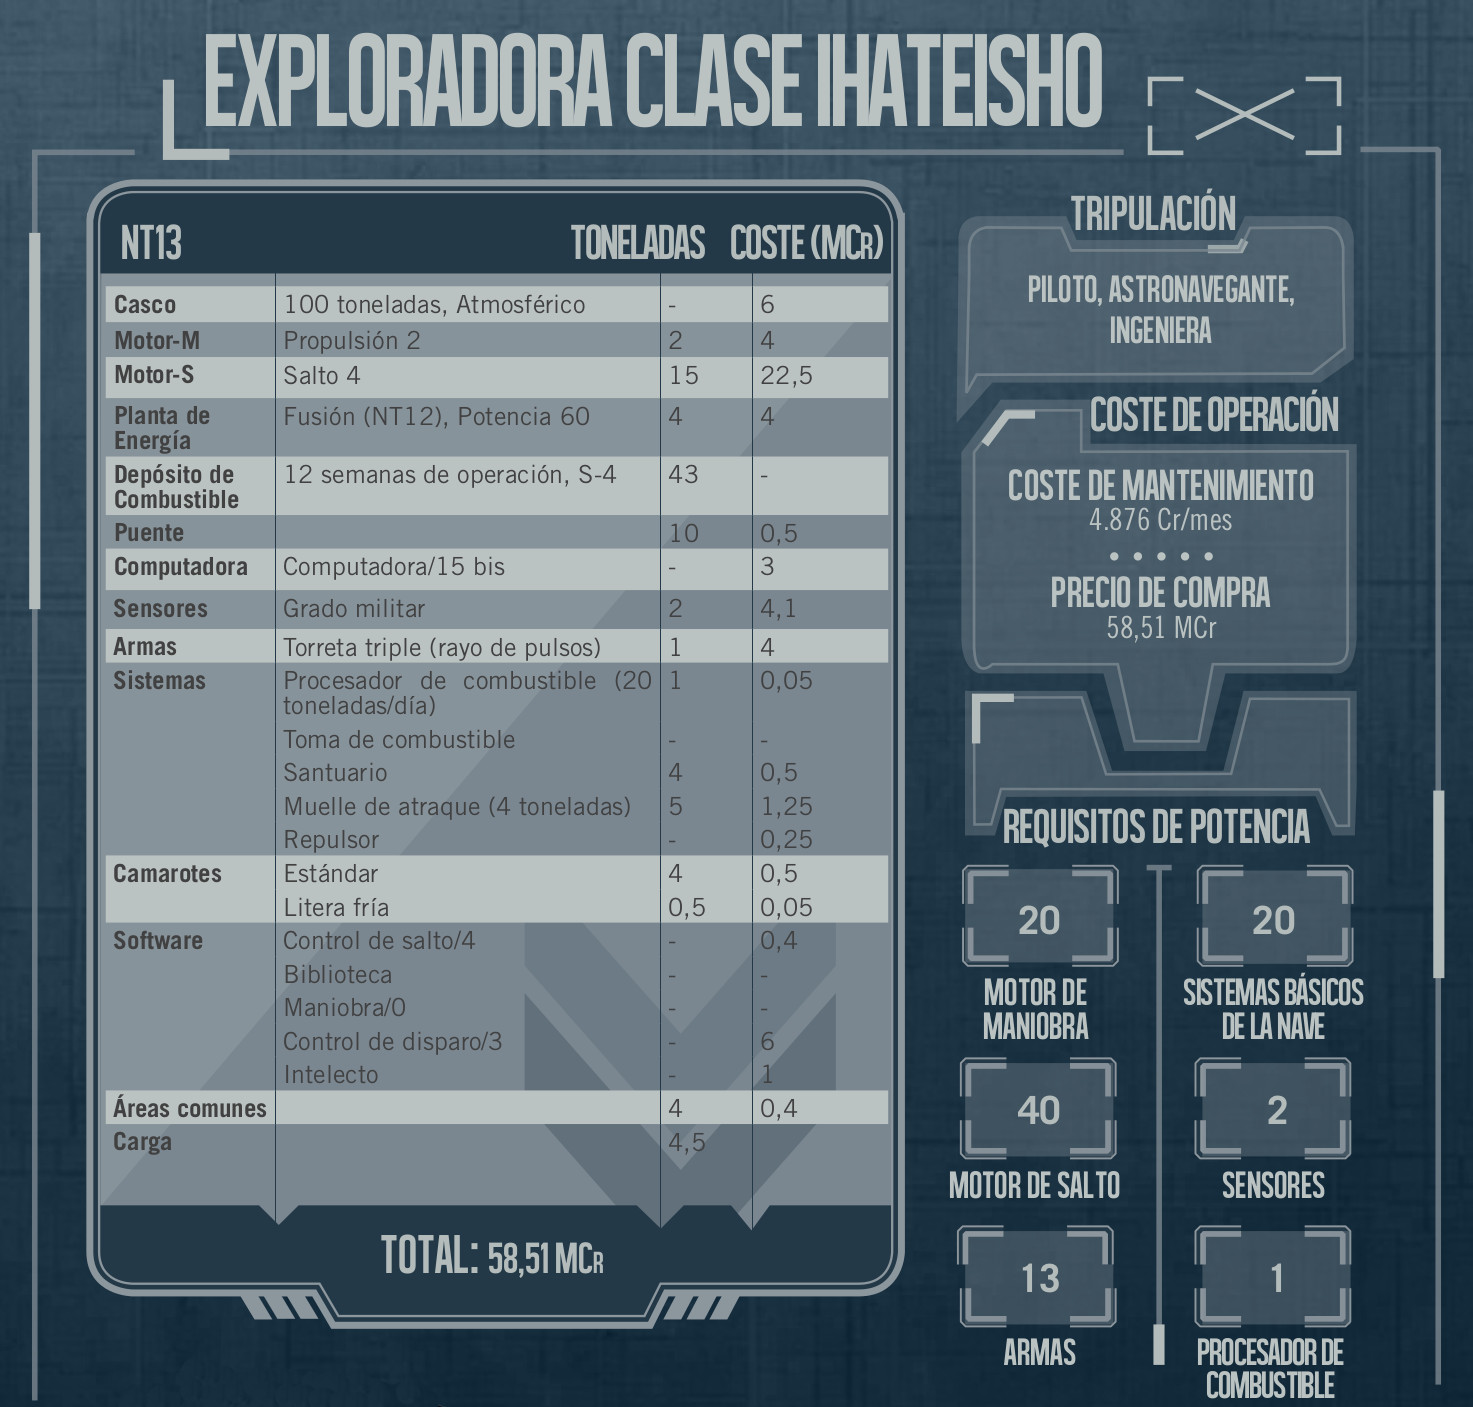 EXPLORADORA CLASE IHATEISHO
NT13 TONELADAS COSTE (MCR)
Casco 100 toneladas, Atmosférico - 6
Motor-M Propulsión 2 2 4
Motor-S Salto 4 15 22,5
Planta de Energía Fusión (NT12), Potencia 60 4 4
Depósito de Combustible 12 semanas de operación, S-4 43 -
Puente 10 0,5
Computadora Computadora/15 bis - 3
Sensores Grado militar 2 4,1
Armas Torreta triple (rayo de pulsos) 1 4
Sistemas Procesador de combustible (20 toneladas/día) 1 0,05
Toma de combustible - -
Santuario 4 0,5
Muelle de atraque (4 toneladas) 5 1,25
Repulsor - 0,25
Camarotes Estándar 4 0,5
Litera fría 0,5 0,05
Software Control de salto/4 - 0,4
Biblioteca - -
Maniobra/0 - -
Control de disparo/3 - 6
Intelecto - 1
Áreas comunes 4 0,4
Carga 4,5
TOTAL: 58,51 MCR
TRIPULACIÓN
PILOTO, ASTRONAVEGANTE,
INGENIERA
COSTE DE OPERACIÓN
COSTE DE MANTENIMIENTO
4.876 Cr/mes
PRECIO DE COMPRA
58,51 MCr
REQUISITOS DE POTENCIA
20
MOTOR DE
MANIOBRA
20
SISTEMAS BÁSICOS
DE LA NAVE
40
MOTOR DE SALTO
2
SENSORES
13
ARMAS
1
PROCESADOR DE
COMBUSTIBLE